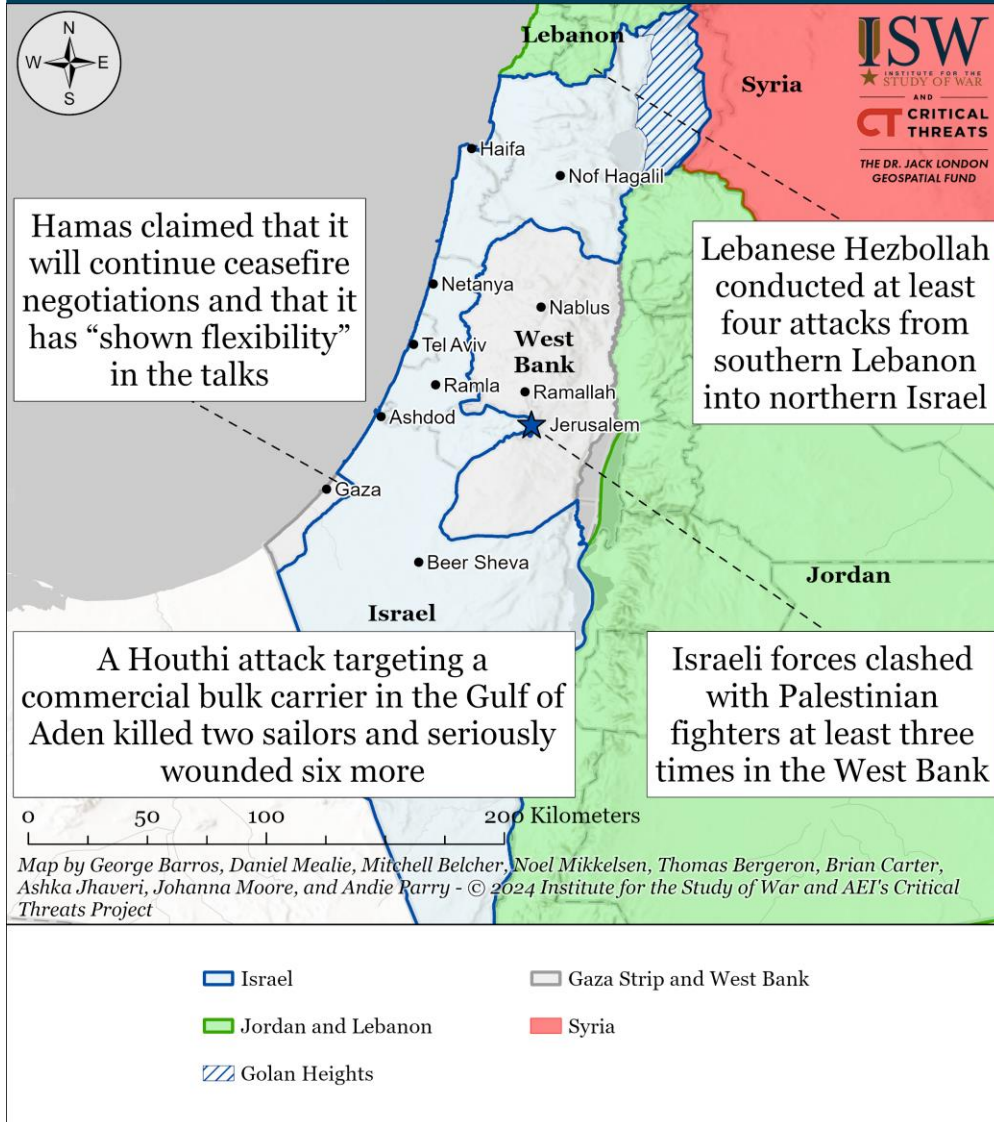 N
W
E
S
Lebanon
Syria
ISW
INSTITUTE FOR THE
STUDY OF WAR
AND
CT CRITICAL
THREATS
THE DR. JACK LONDON
GEOSPATIAL FUND
Haifa
Nof Hagalil
Hamas claimed that it
will continue ceasefire
negotiations and that it
has “shown flexibility”
in the talks
Lebanese Hezbollah
conducted at least
four attacks from
southern Lebanon
into northern Israel
Netanya
Nablus
West
Bank
Tel Aviv
Ramla
Ramallah
Ashdod
Jerusalem
Gaza
Beer Sheva
Jordan
Israel
A Houthi attack targeting a
commercial bulk carrier in the Gulf of
Aden killed two sailors and seriously
wounded six more
Israeli forces clashed
with Palestinian
fighters at least three
times in the West Bank
0 50 100 200 Kilometers
Map by George Barros, Daniel Mealie, Mitchell Belcher, Noel Mikkelsen, Thomas Bergeron, Brian Carter,
Ashka Jhaveri, Johanna Moore, and Andie Parry - © 2024 Institute for the Study of War and AEI's Critical
Threats Project
Israel
Gaza Strip and West Bank
Jordan and Lebanon
Syria
Golan Heights